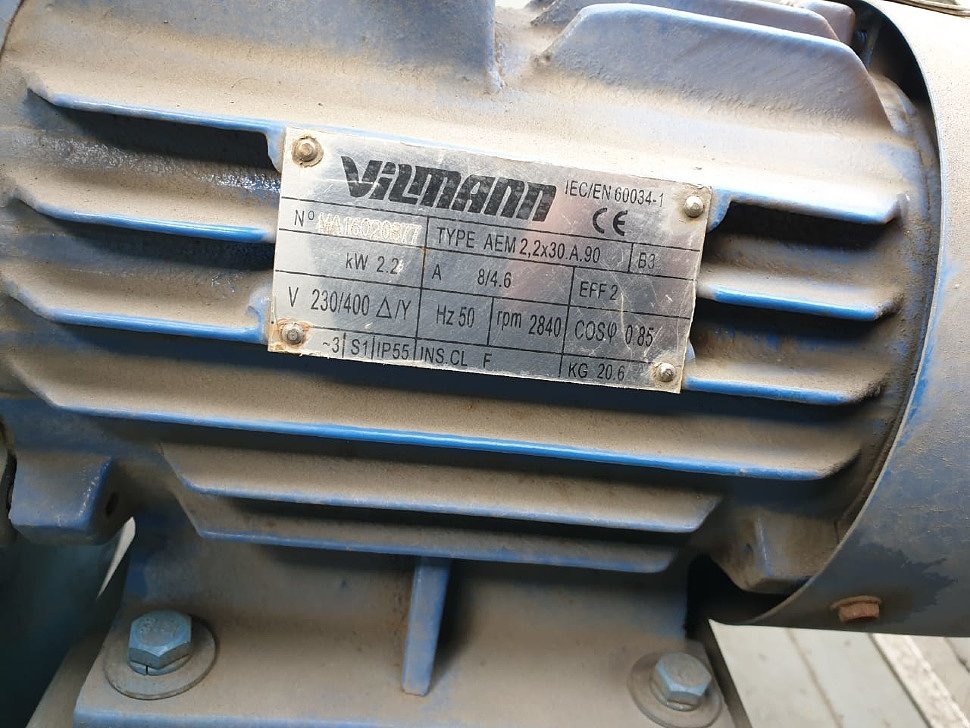 VILMANN IEC/EN 60034-1
CE
Nº TYPE AEM 2,2x30.A.90 B3
kW 2.2 A 8/4.6 EFF 2
V 230/400 △/Y Hz 50 rpm 2840 COSφ 0 85
~3 S1 IP55 INS.CL F KG 20.6